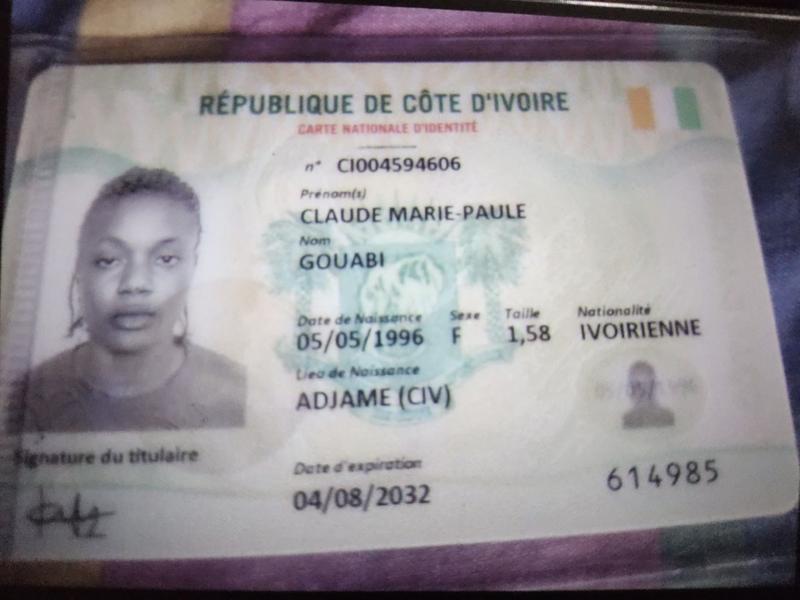 RÉPUBLIQUE DE CÔTE D'IVOIRE
CARTE NATIONALE D'IDENTITÉ
n° CI004594606
Prénom(s)
CLAUDE MARIE-PAULE
Nom
GOUABI
Date de Naissance Sexe Taille Nationalité
05/05/1996 F 1,58 IVOIRIENNE
Lieu de Naissance
ADJAME (CIV)
Signature du titulaire
Date d'expiration
04/08/2032
614985